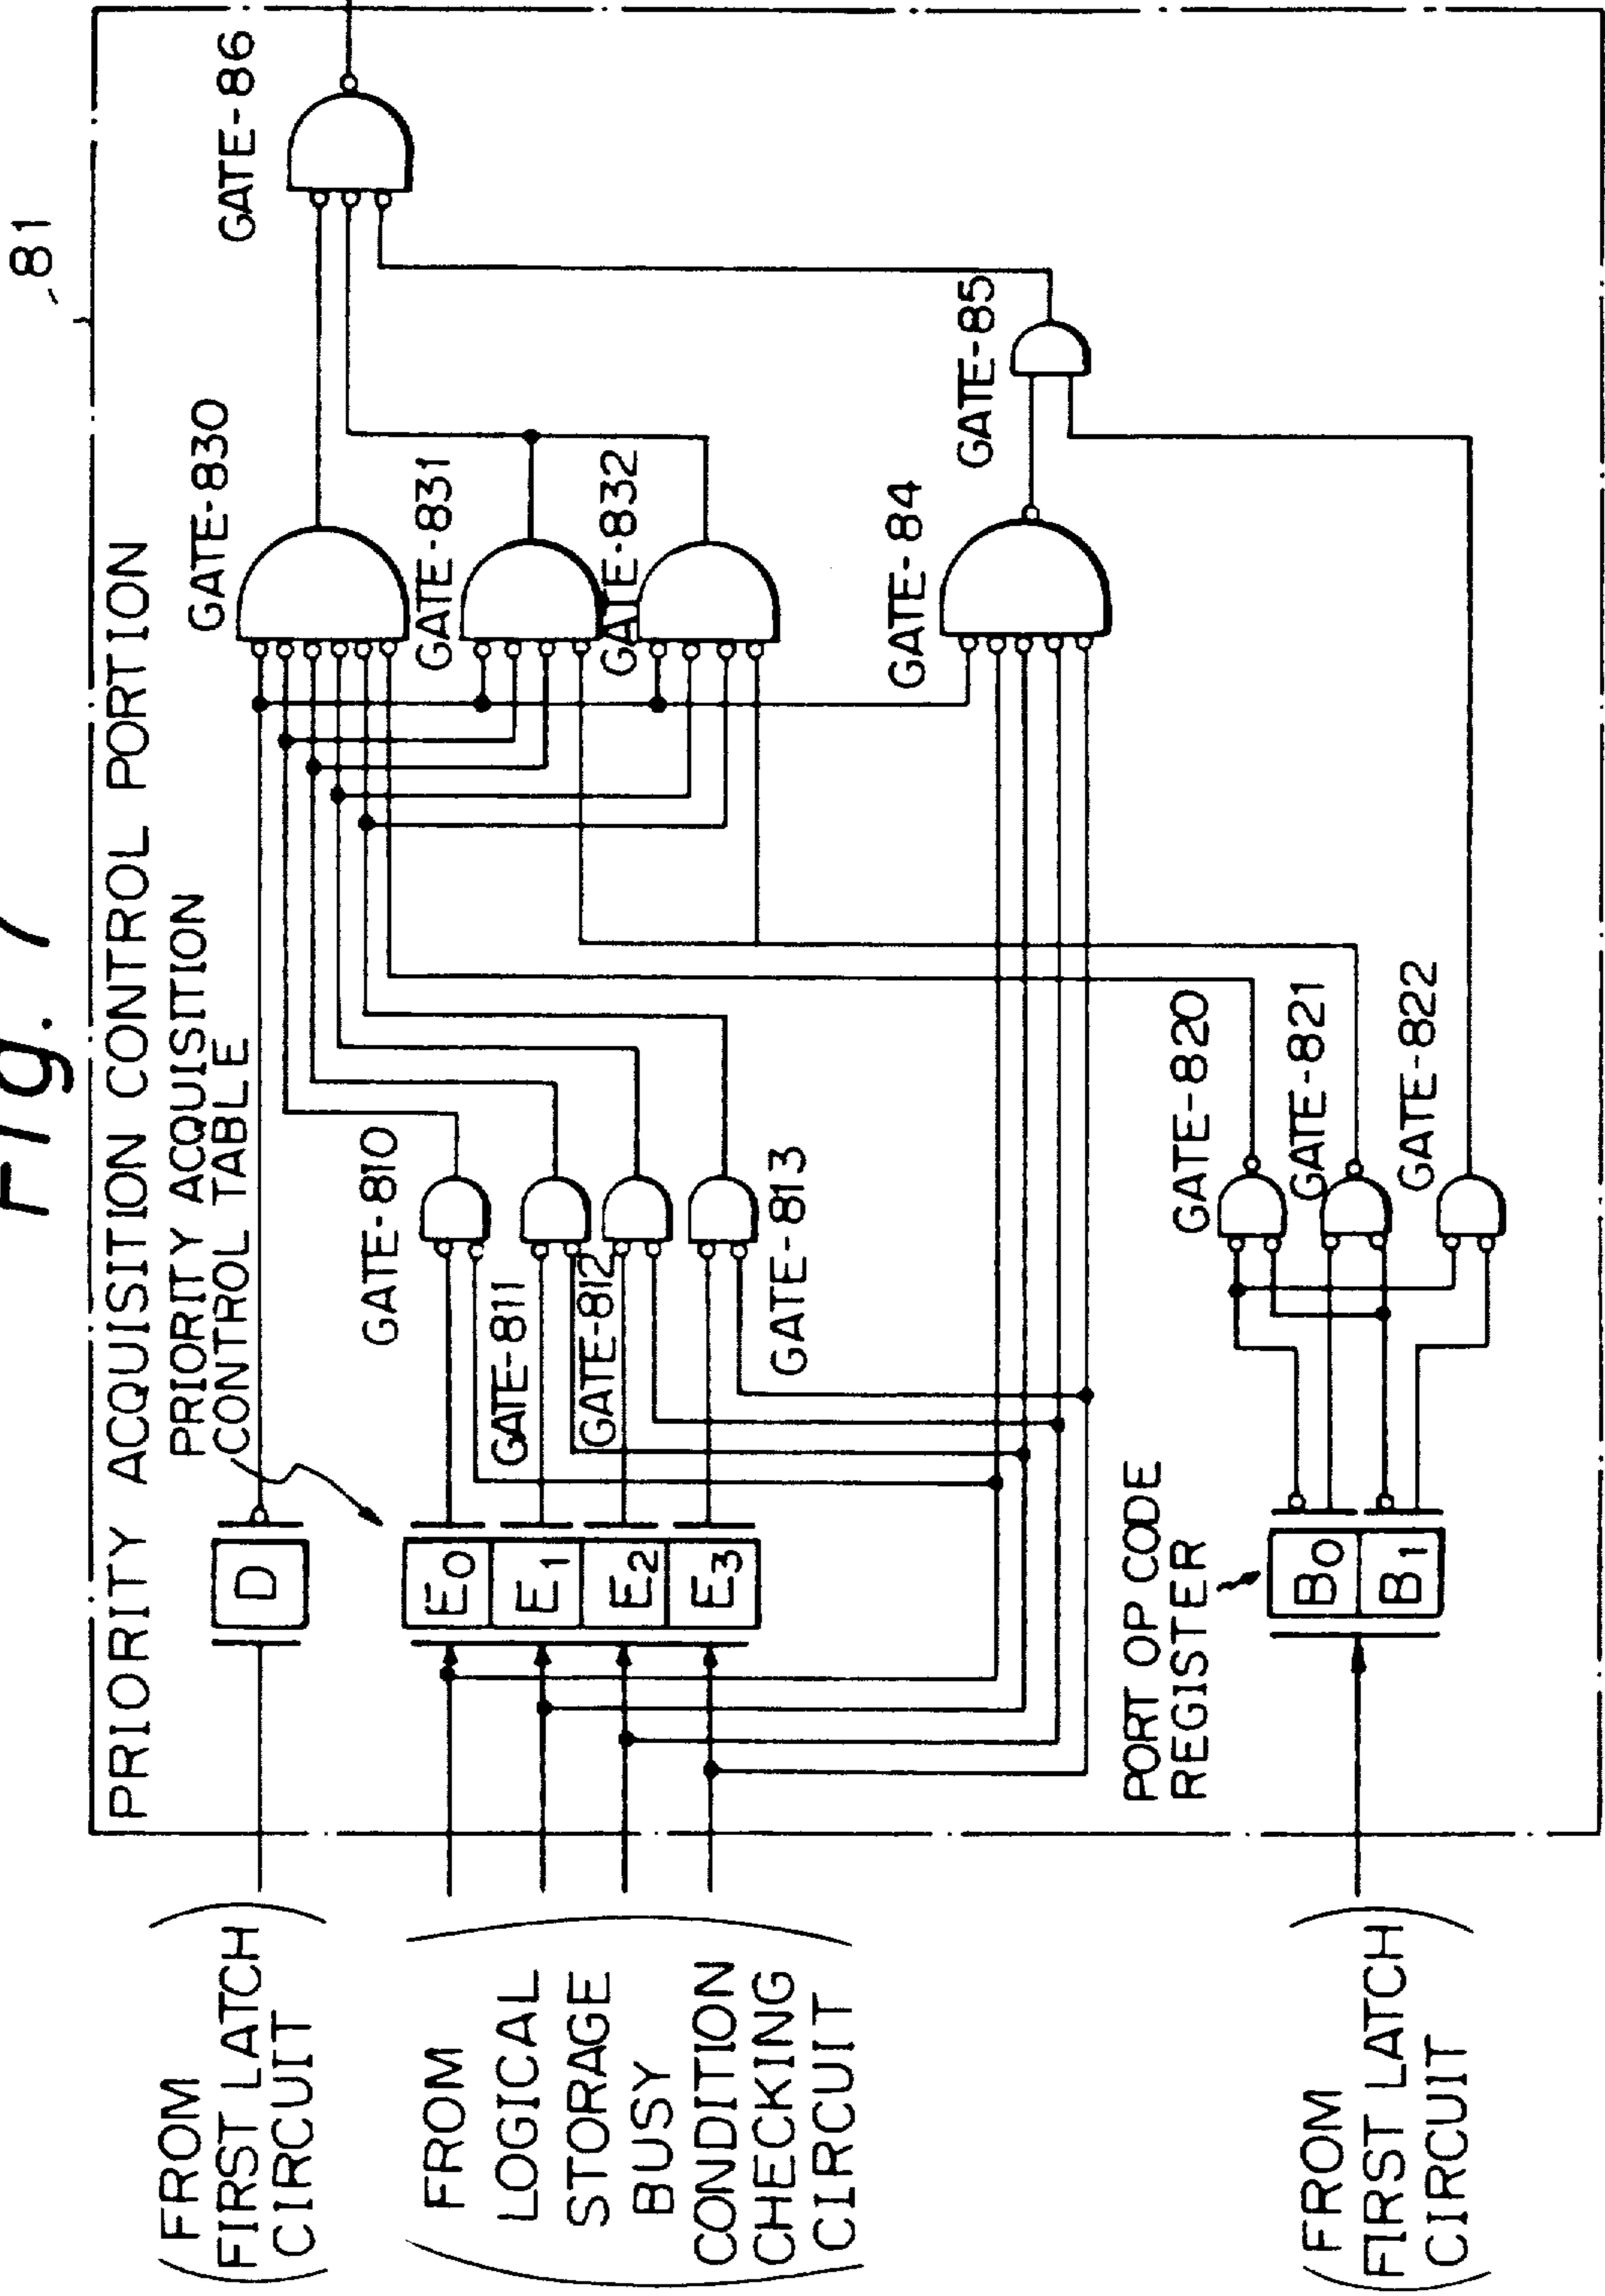 Fig. 7
81
PRIORITY ACQUISITION CONTROL PORTION
PRIORITY ACQUISITION
CONTROL TABLE
GATE-86
GATE-830
GATE-831
GATE-832
GATE-84
GATE-85
GATE-810
GATE-811
GATE-812
GATE-813
GATE-820
GATE-821
GATE-822
D
E0
E1
E2
E3
PORT OP CODE
REGISTER
B0
B1
(FROM
FIRST LATCH
CIRCUIT)
(FROM
LOGICAL
STORAGE
BUSY
CONDITION
CHECKING
CIRCUIT)
(FROM
FIRST LATCH
CIRCUIT)